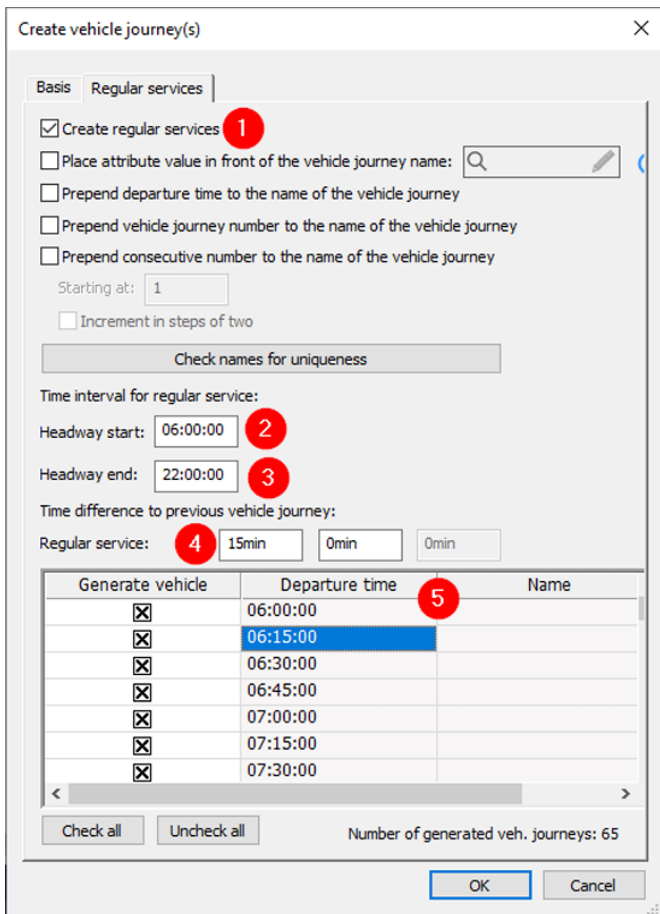 Create vehicle journey(s)
Basis Regular services
Create regular services 1
Place attribute value in front of the vehicle journey name:
Prepend departure time to the name of the vehicle journey
Prepend vehicle journey number to the name of the vehicle journey
Prepend consecutive number to the name of the vehicle journey
Starting at: 1
Increment in steps of two
Check names for uniqueness
Time interval for regular service:
Headway start: 06:00:00 2
Headway end: 22:00:00 3
Time difference to previous vehicle journey:
Regular service: 4 15min 0min 0min
Generate vehicle Departure time 5 Name
06:00:00
06:15:00
06:30:00
06:45:00
07:00:00
07:15:00
07:30:00
Check all Uncheck all Number of generated veh. journeys: 65
OK Cancel